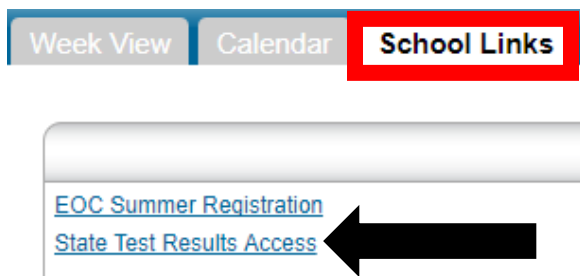 Week View Calendar School Links
EOC Summer Registration
State Test Results Access